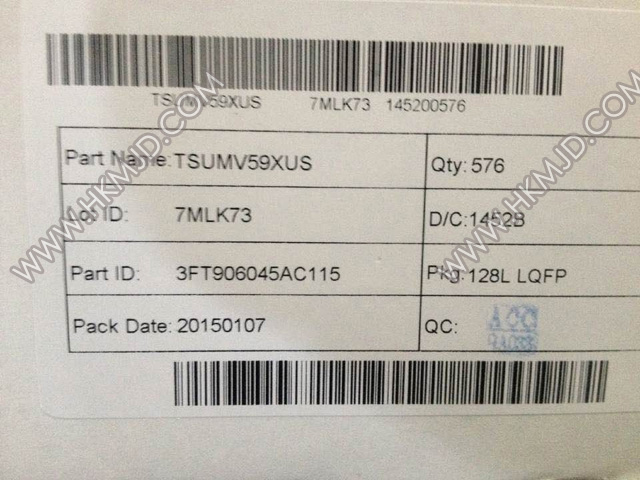 TSUMV59XUS 7MLK73 145200576
Part Name: TSUMV59XUS Qty: 576
Lot ID: 7MLK73 D/C: 1452B
Part ID: 3FT906045AC115 Pkg: 128L LQFP
Pack Date: 20150107 QC: ACC
WWW.HKMJD.COM
WWW.HKMJD.COM